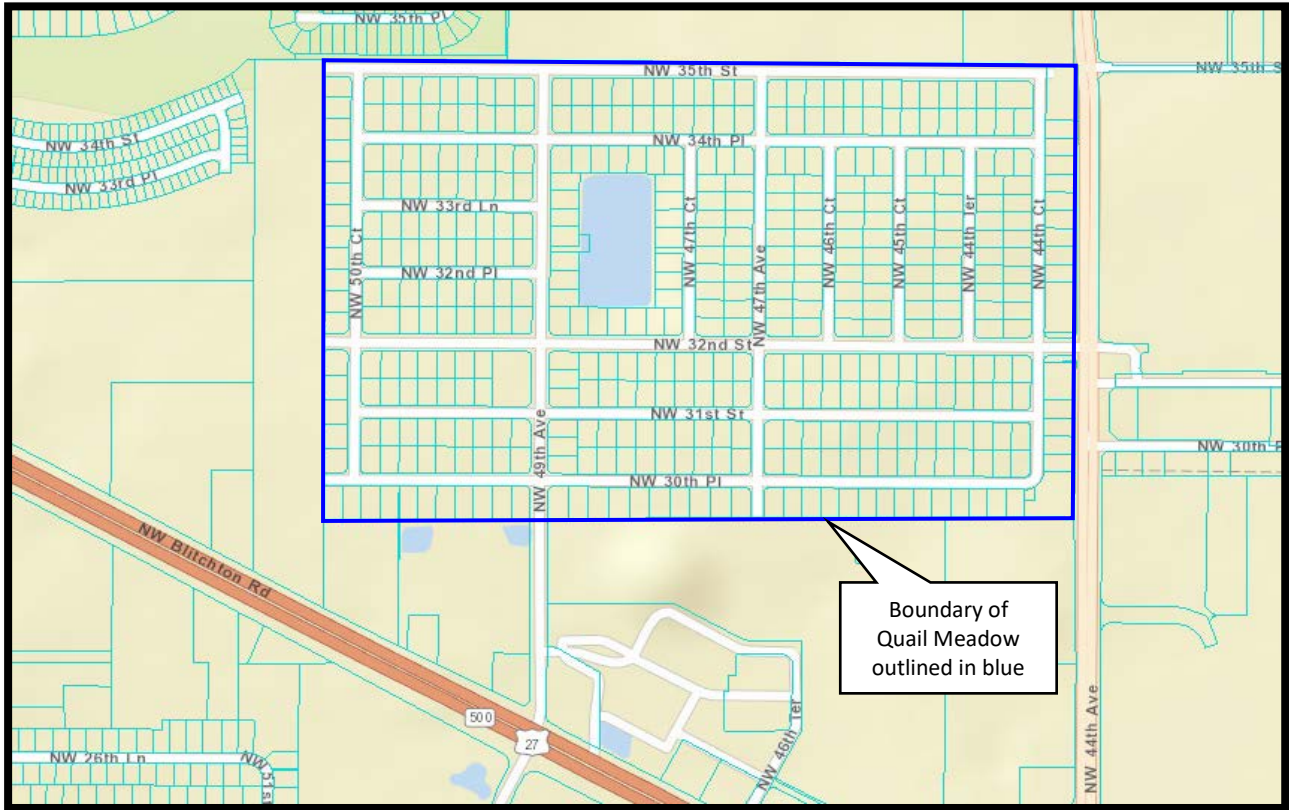 NW 35th Pl
NW 35th St
NW 35th S
NW 34th St
NW 34th Pl
NW 33rd Pl
NW 33rd Ln
NW 32nd Pl
NW 50th Ct
NW 47th Ct
NW 47th Ave
NW 46th Ct
NW 45th Ct
NW 44th Ter
NW 44th Ct
NW 32nd St
NW 31st St
NW 49th Ave
NW 30th P
NW 30th Pl
NW Blitchton Rd
Boundary of
Quail Meadow
outlined in blue
500
27
NW 46th Ter
NW 44th Ave
NW 26th Ln
NW 51st